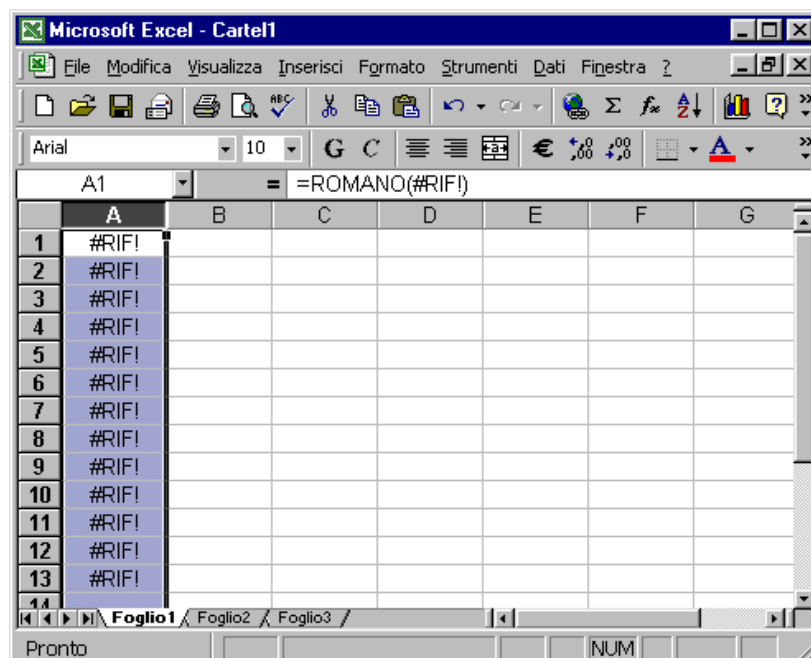 Microsoft Excel - Cartel1
File Modifica Visualizza Inserisci Formato Strumenti Dati Finestra ?
Arial 10 G C
A1 = =ROMANO(#RIF!)
A B C D E F G
1 #RIF!
2 #RIF!
3 #RIF!
4 #RIF!
5 #RIF!
6 #RIF!
7 #RIF!
8 #RIF!
9 #RIF!
10 #RIF!
11 #RIF!
12 #RIF!
13 #RIF!
14
Foglio1 Foglio2 Foglio3
Pronto NUM